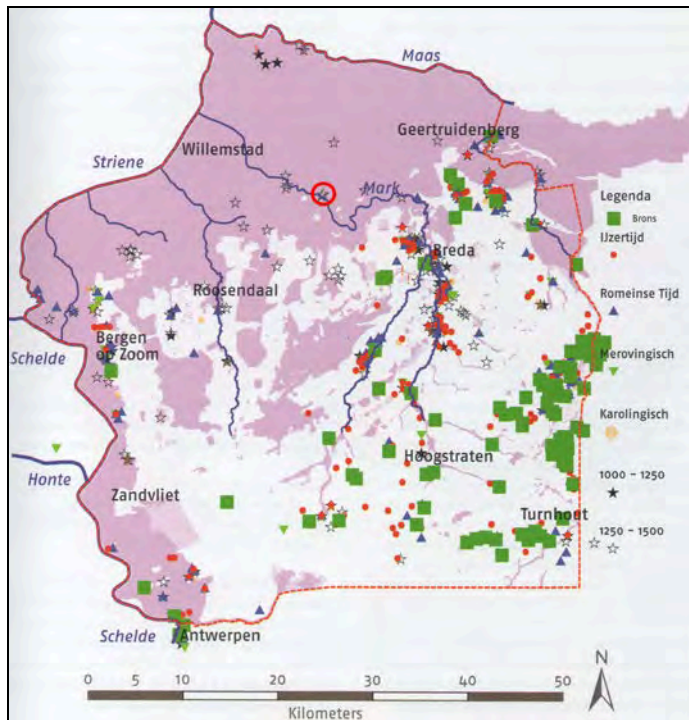 Maas
Geertruidenberg
Willemstad
Striene
Mark
Legenda
Brons
IJzertijd
Breda
Roosendaal
Romeinse Tijd
Bergen
op Zoom
Schelde
Merovingisch
Karolingisch
Hoogstraten
Honte
1000 - 1250
Zandvliet
Turnhout
1250 - 1500
Schelde
Antwerpen
N
0 10 20 30 40 50
Kilometers